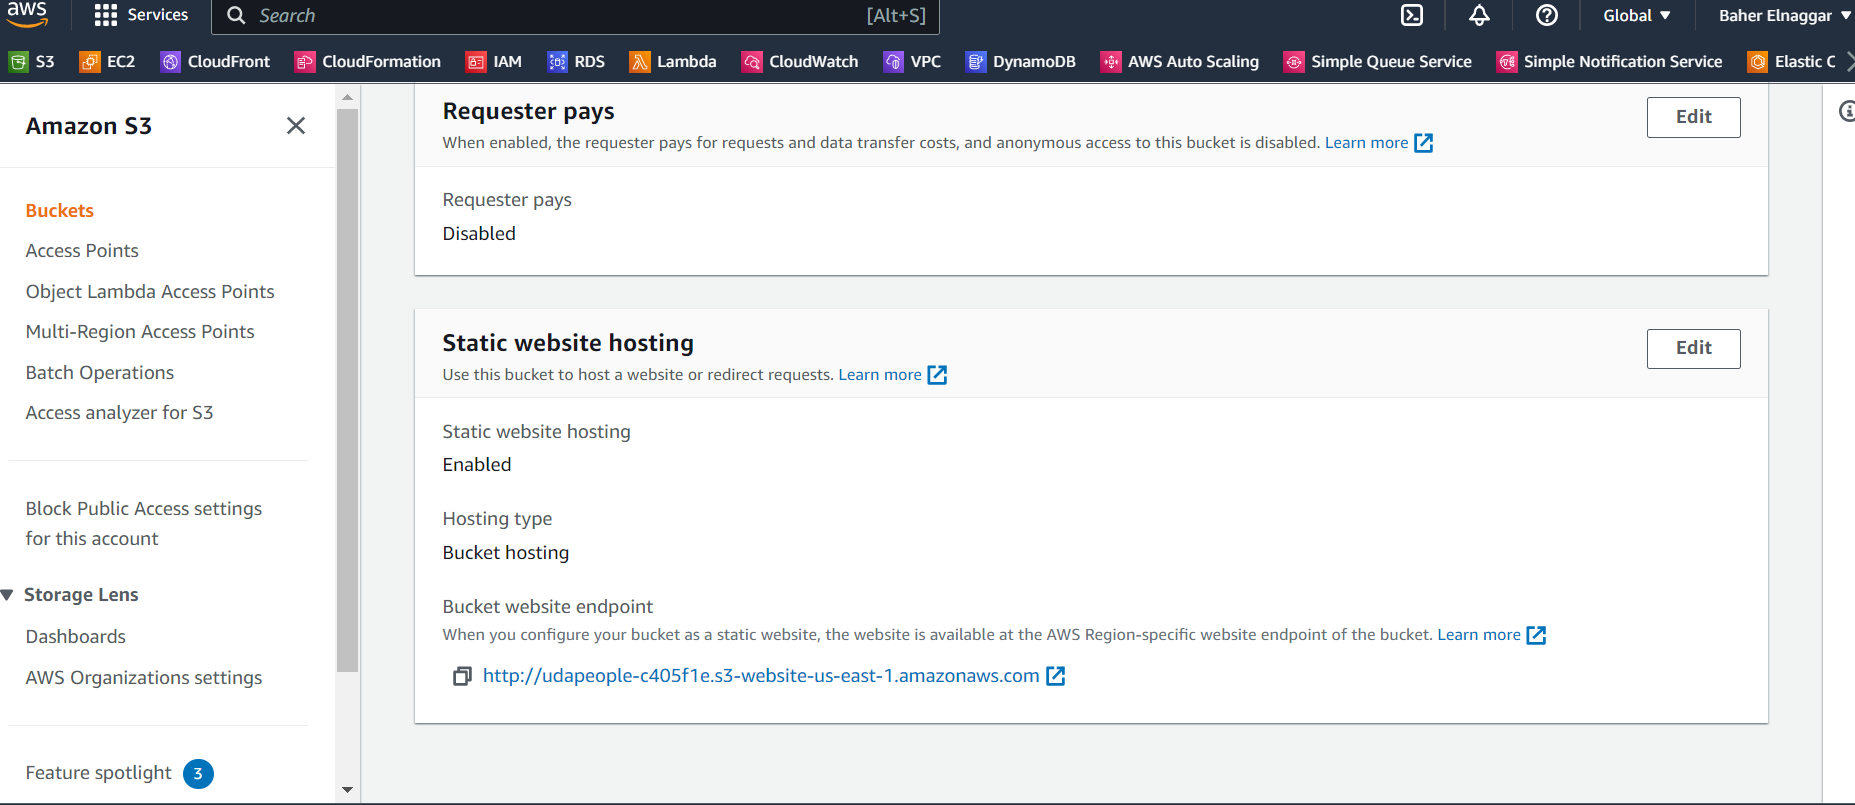 aws
Services
Search
[Alt+S]
Global
Baher Elnaggar
S3
EC2
CloudFront
CloudFormation
IAM
RDS
Lambda
CloudWatch
VPC
DynamoDB
AWS Auto Scaling
Simple Queue Service
Simple Notification Service
Elastic C
Amazon S3
Buckets
Access Points
Object Lambda Access Points
Multi-Region Access Points
Batch Operations
Access analyzer for S3
Block Public Access settings
for this account
Storage Lens
Dashboards
AWS Organizations settings
Feature spotlight 3
Requester pays
Edit
When enabled, the requester pays for requests and data transfer costs, and anonymous access to this bucket is disabled. Learn more
Requester pays
Disabled
Static website hosting
Edit
Use this bucket to host a website or redirect requests. Learn more
Static website hosting
Enabled
Hosting type
Bucket hosting
Bucket website endpoint
When you configure your bucket as a static website, the website is available at the AWS Region-specific website endpoint of the bucket. Learn more
http://udapeople-c405f1e.s3-website-us-east-1.amazonaws.com